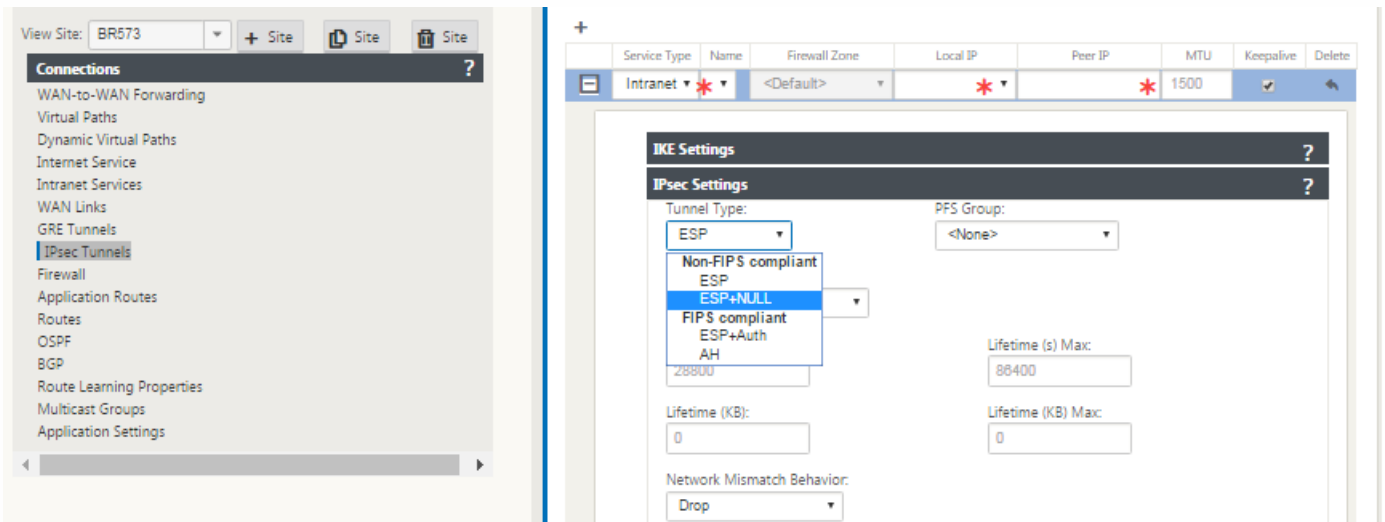 View Site: BR573 + Site Site Site
Connections ?
WAN-to-WAN Forwarding
Virtual Paths
Dynamic Virtual Paths
Internet Service
Intranet Services
WAN Links
GRE Tunnels
IPsec Tunnels
Firewall
Application Routes
Routes
OSPF
BGP
Route Learning Properties
Multicast Groups
Application Settings
+
Service Type Name Firewall Zone Local IP Peer IP MTU Keepalive Delete
Intranet * <Default> * * 1500
IKE Settings ?
IPsec Settings ?
Tunnel Type: PFS Group:
ESP <None>
Non-FIPS compliant
ESP
ESP+NULL
FIPS compliant
ESP+Auth
AH
Lifetime (s) Max:
28800 86400
Lifetime (KB): Lifetime (KB) Max:
0 0
Network Mismatch Behavior:
Drop